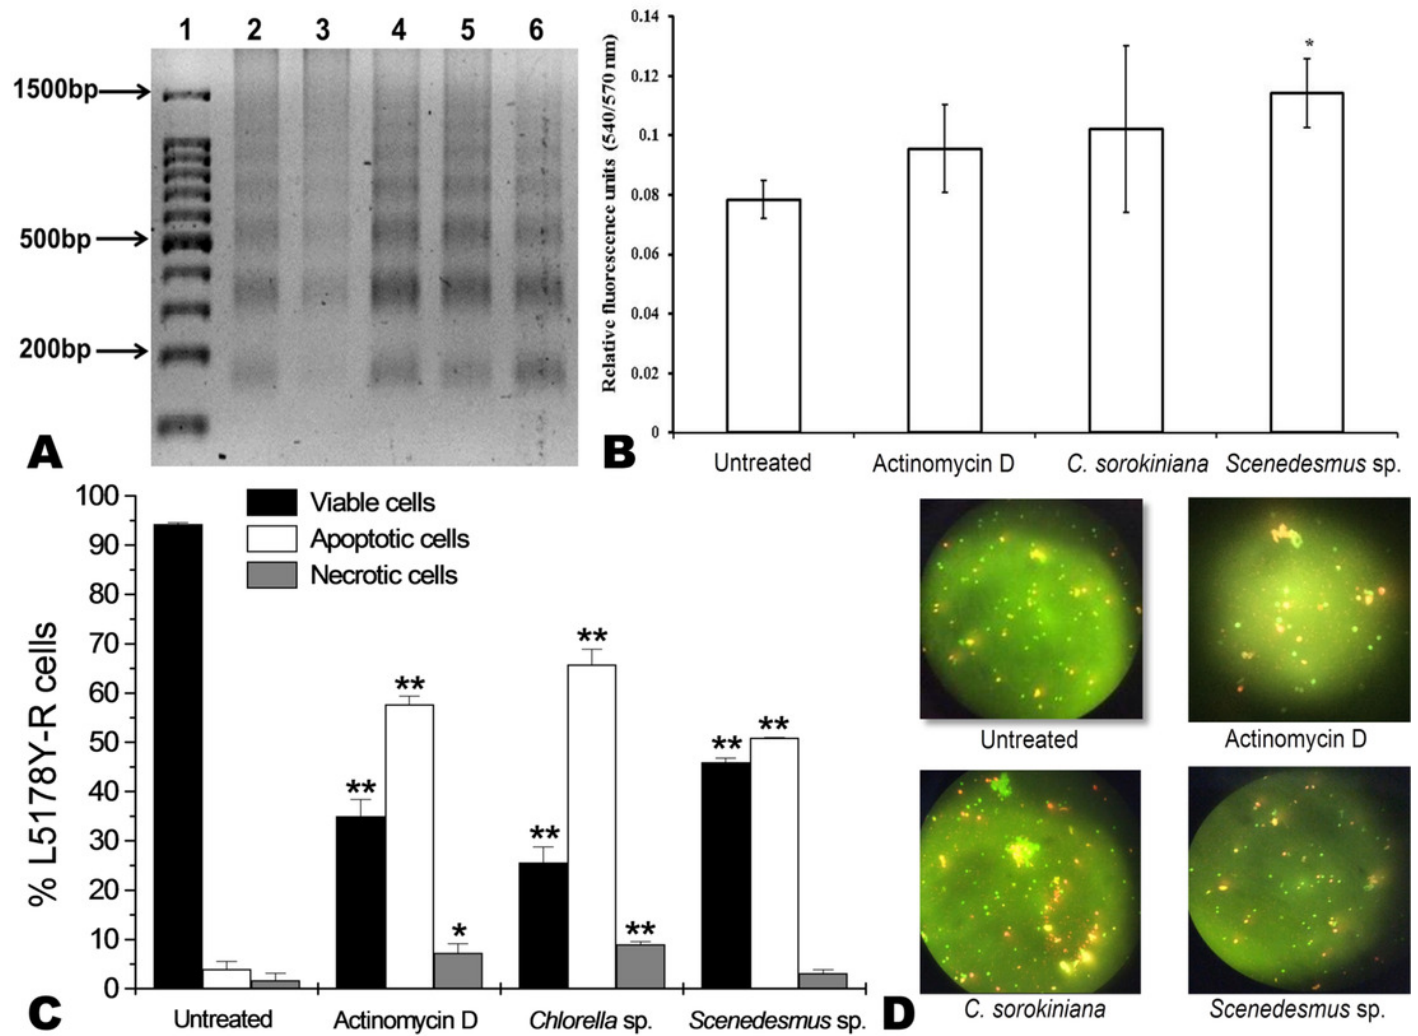 1 2 3 4 5 6
1500bp
500bp
200bp
A
0.14
0.12
0.1
0.08
0.06
0.04
0.02
0
Relative fluorescence units (540/570 nm)
*
Untreated Actinomycin D C. sorokiniana Scenedesmus sp.
B
100
90
80
70
60
50
40
30
20
10
0
% L5178Y-R cells
Viable cells
Apoptotic cells
Necrotic cells
** ** *
** ** **
** **
Untreated Actinomycin D Chlorella sp. Scenedesmus sp.
C
Untreated Actinomycin D
C. sorokiniana Scenedesmus sp.
D